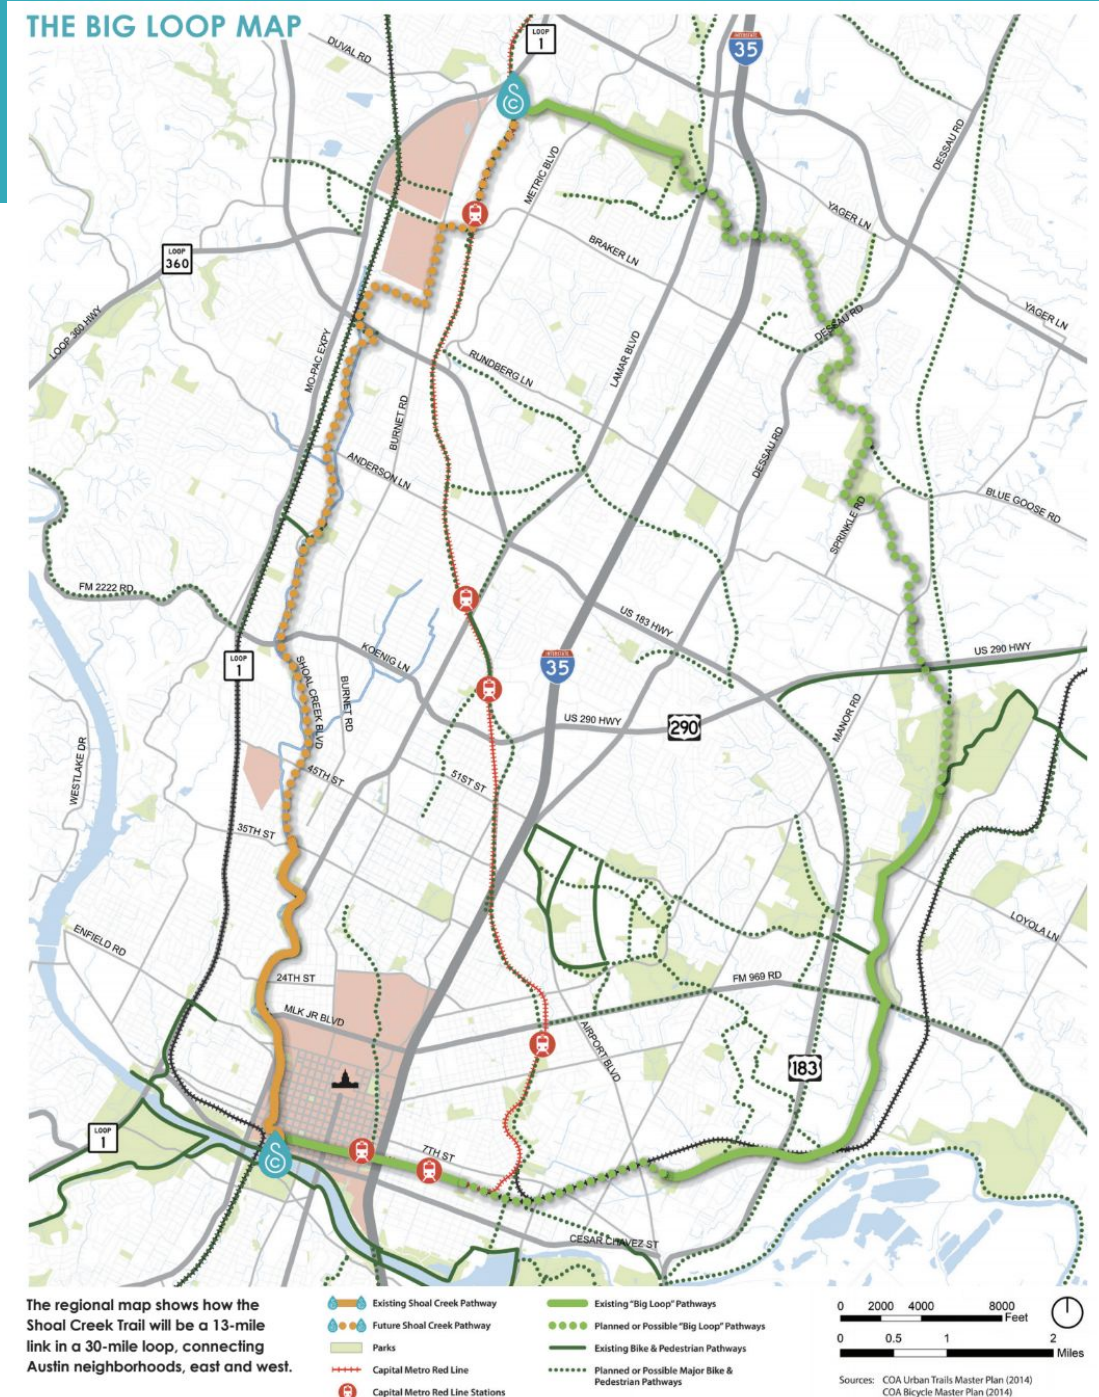 THE BIG LOOP MAP
LOOP
1
INTERSTATE
35
DUVAL RD
METRIC BLVD
DESSAU RD
YAGER LN
BRAKER LN
LOOP
360
LOOP 360 HWY
MO-PAC EXPY
YAGER LN
DESSAU RD
RUNDBERG LN
LAMAR BLVD
BURNET RD
ANDERSON LN
DESSAU RD
BLUE GOOSE RD
SPRINKLE RD
FM 2222 RD
US 183 HWY
KOENIG LN
US 290 HWY
LOOP
1
INTERSTATE
35
SHOAL CREEK BLVD
BURNET RD
MANOR RD
US 290 HWY
290
WESTLAKE DR
45TH ST
51ST ST
35TH ST
LOYOLA LN
ENFIELD RD
24TH ST
FM 969 RD
MLK JR BLVD
AIRPORT BLVD
183
LOOP
1
7TH ST
CESAR CHAVEZ ST
The regional map shows how the
Shoal Creek Trail will be a 13-mile
link in a 30-mile loop, connecting
Austin neighborhoods, east and west.
Existing Shoal Creek Pathway
Future Shoal Creek Pathway
Parks
Capital Metro Red Line
Capital Metro Red Line Stations
Existing "Big Loop" Pathways
Planned or Possible "Big Loop" Pathways
Existing Bike & Pedestrian Pathways
Planned or Possible Major Bike &
Pedestrian Pathways
0 2000 4000 8000
Feet
0 0.5 1 2
Miles
Sources: COA Urban Trails Master Plan (2014)
COA Bicycle Master Plan (2014)